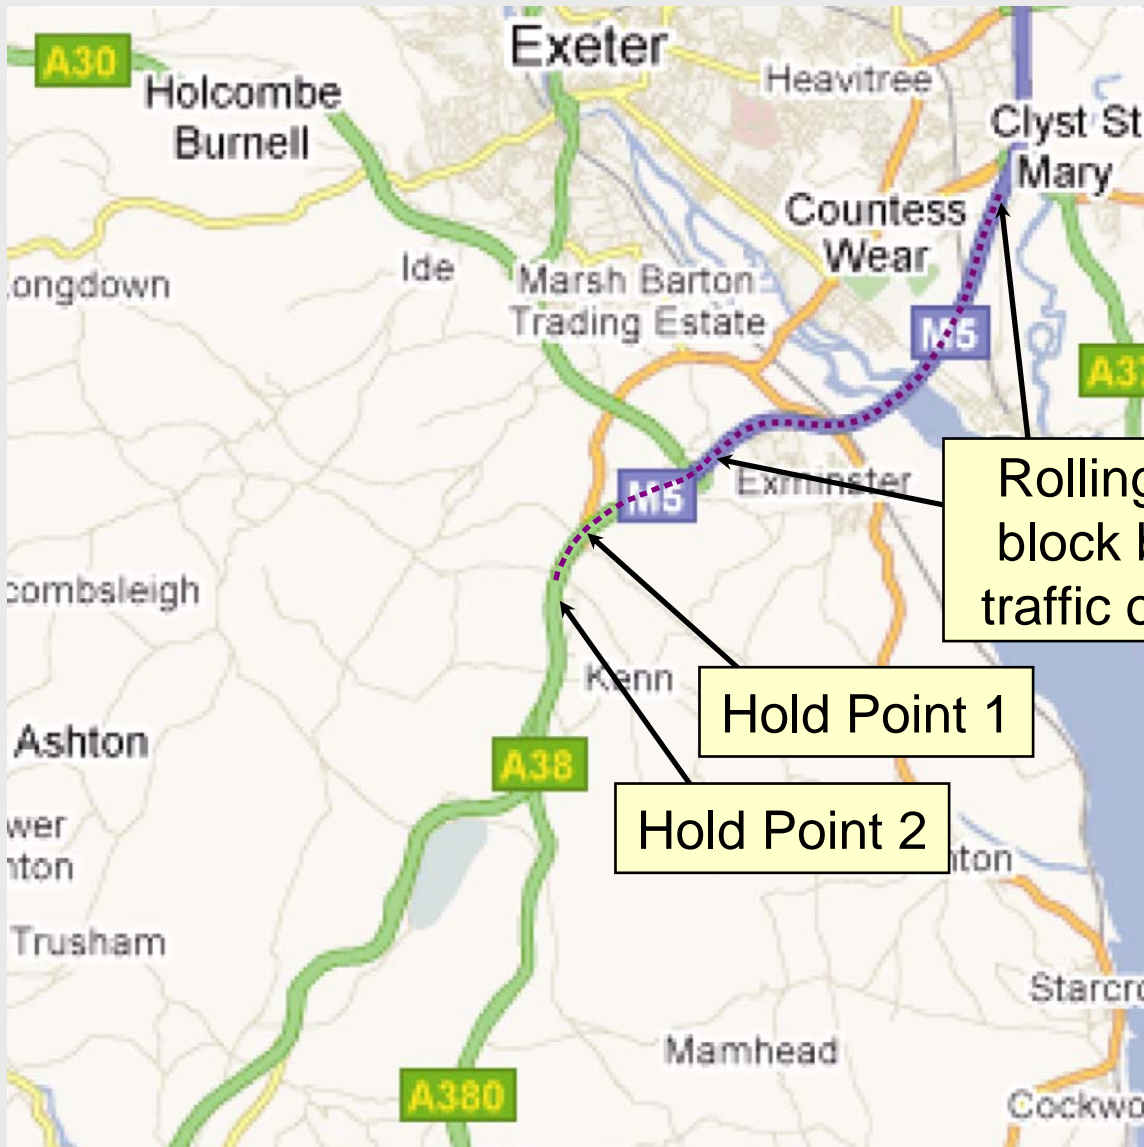 Exeter
A30
Heavitree
Holcombe
Burnell
Clyst St
Mary
Countess
Wear
Ide
Marsh Barton
Trading Estate
ongdown
M5
A37
Rolling
block b
traffic o
M5
Exminster
combsleigh
Kenn
Hold Point 1
Ashton
A38
Hold Point 2
wer
nton
nton
Trusham
Starcro
Mamhead
A380
Cockwo